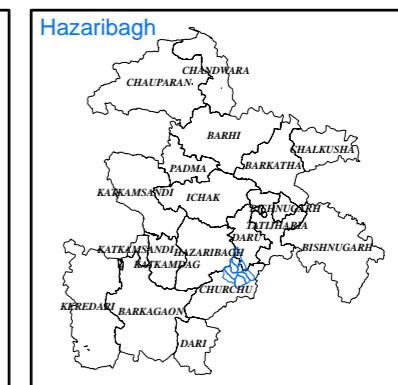 Hazaribagh
CHANDWARA
CHAUPARAN
BARHI
CHALKUSHA
PADMA
BARKATHA
KATKAMSANDI
ICHAK
BISHNUGARH
TATIJHARIA
DARU
BISHNUGARH
KATKAMSANDI
HAZARIBAGH
KATKAMDAG
CHURCHU
KEREDARI
BARKAGAON
DARI